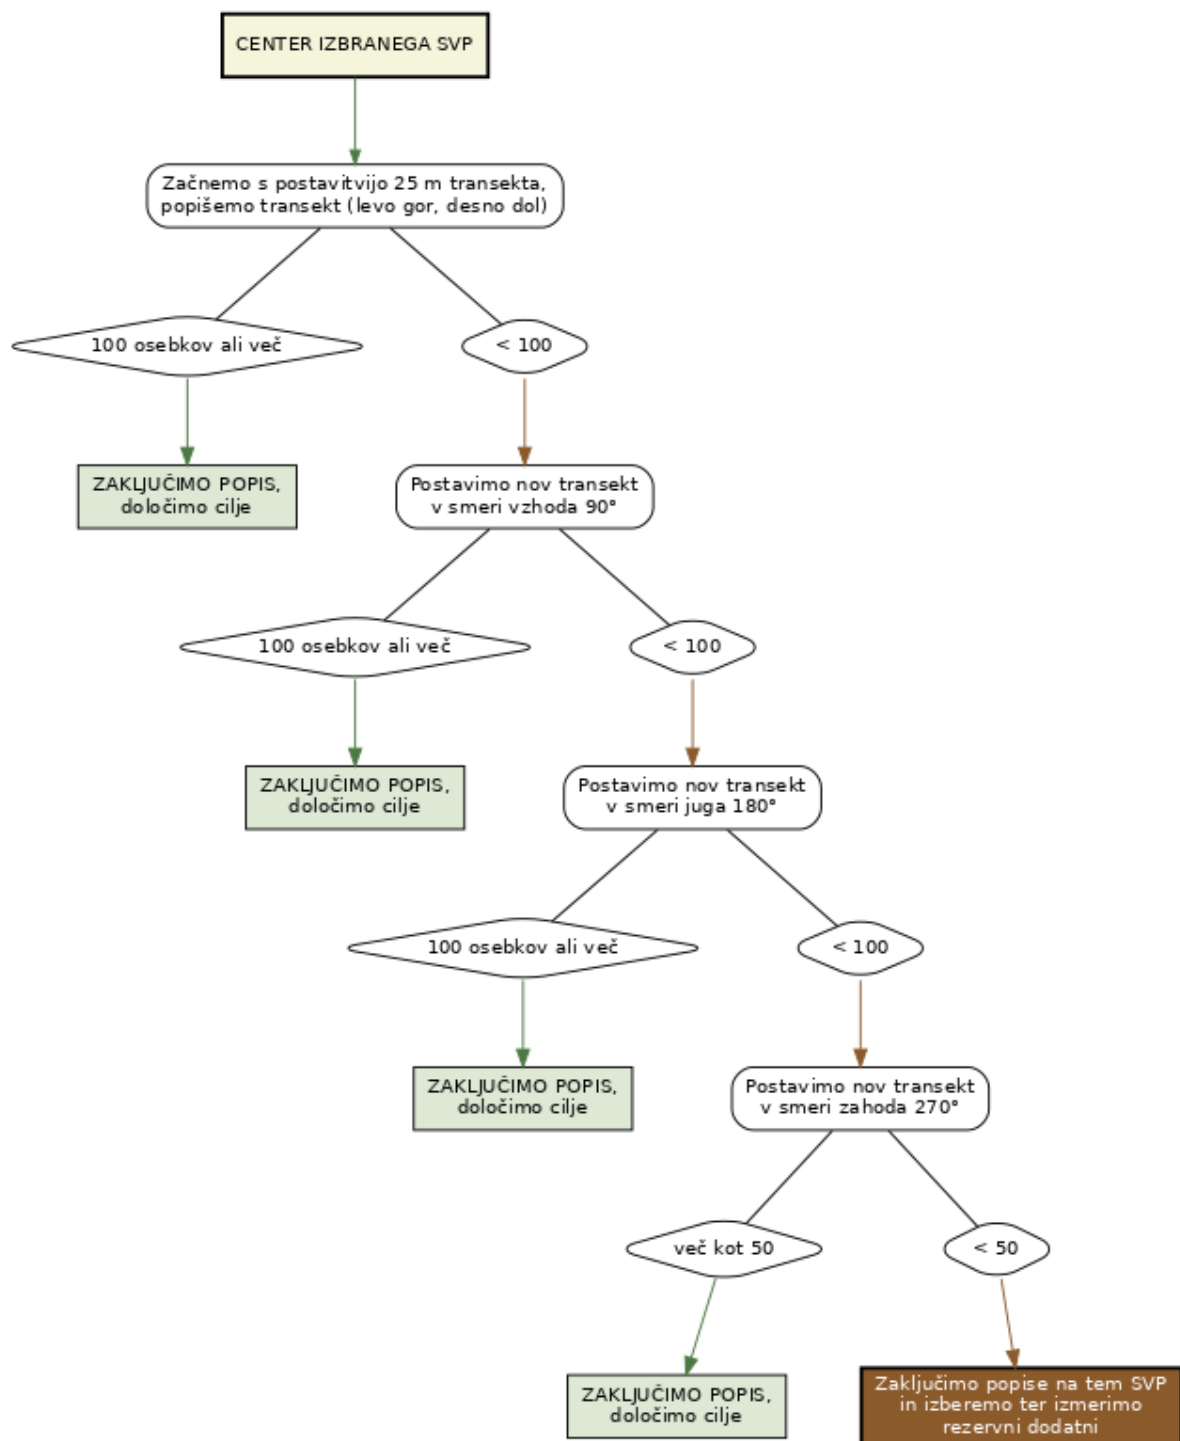 CENTER IZBRANEGA SVP
Začnemo s postavitvijo 25 m transekta,
popišemo transekt (levo gor, desno dol)
100 osebkov ali več
< 100
ZAKLJUČIMO POPIS,
določimo cilje
Postavimo nov transekt
v smeri vzhoda 90°
100 osebkov ali več
< 100
ZAKLJUČIMO POPIS,
določimo cilje
Postavimo nov transekt
v smeri juga 180°
100 osebkov ali več
< 100
ZAKLJUČIMO POPIS,
določimo cilje
Postavimo nov transekt
v smeri zahoda 270°
več kot 50
< 50
ZAKLJUČIMO POPIS,
določimo cilje
Zaključimo popise na tem SVP
in izberemo ter izmerimo
rezervni dodatni